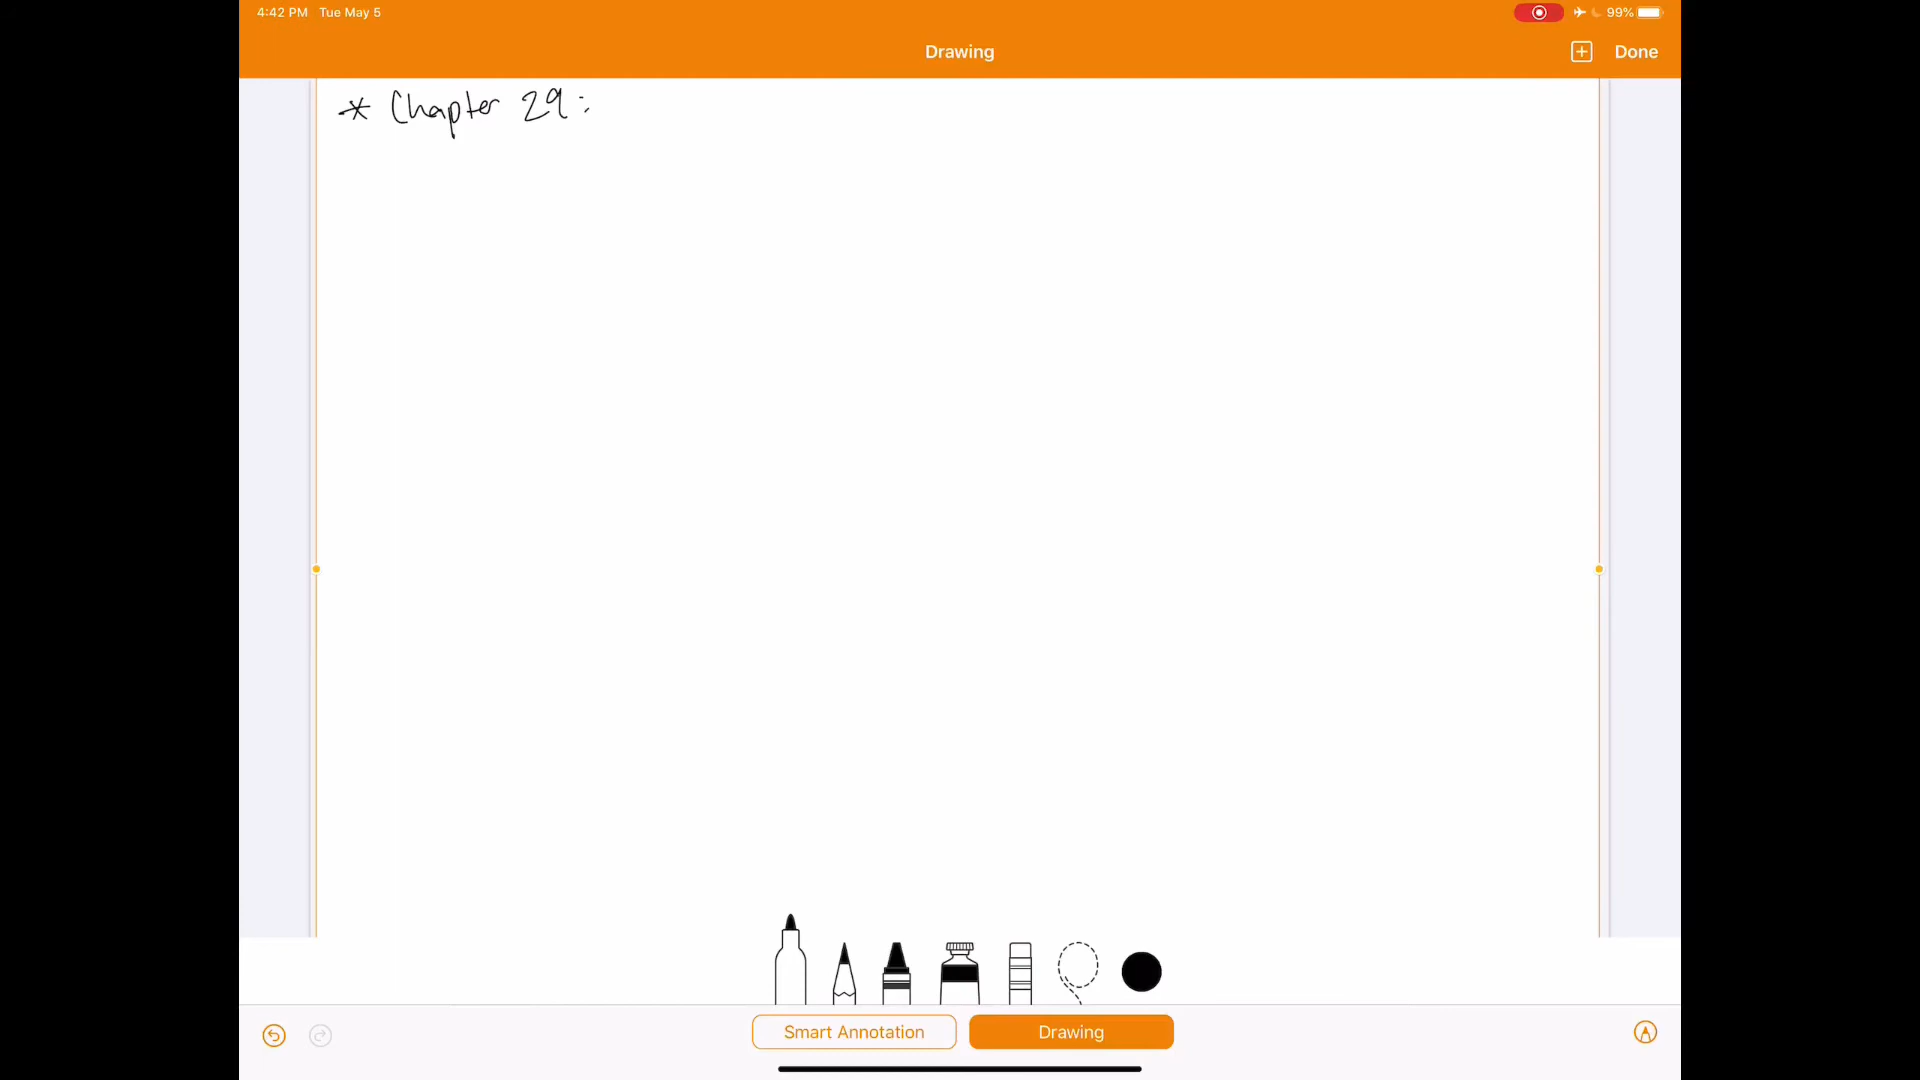 4:42 PM Tue May 5
99%
Drawing
Done
* Chapter 29:
Smart Annotation
Drawing